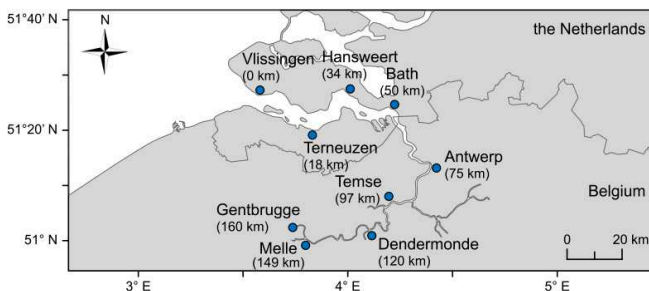 51°40' N
N
the Netherlands
Vlissingen
(0 km)
Hansweert
(34 km)
Bath
(50 km)
51°20' N
Terneuzen
(18 km)
Antwerp
(75 km)
Temse
(97 km)
Belgium
Gentbrugge
(160 km)
51° N
Melle
(149 km)
Dendermonde
(120 km)
0 20 km
3° E 4° E 5° E